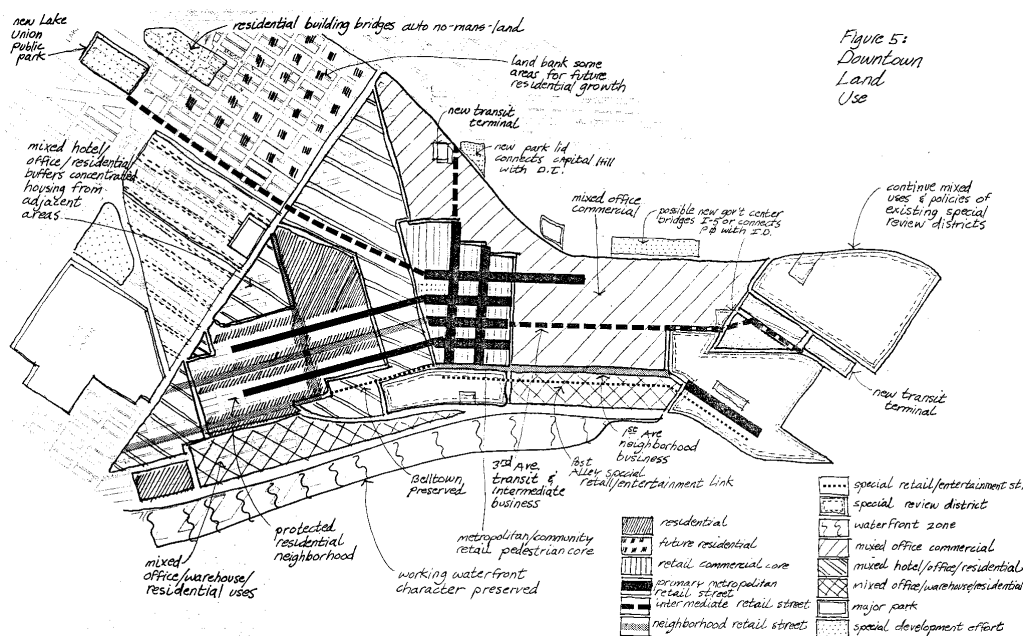 new Lake
Union
Public
park
residential building bridges auto no-mans-land
land bank some
areas for future
residential growth
Figure 5:
Downtown
Land
Use
new transit
terminal
new park lid
connects Capital Hill
with D.T.
mixed hotel/
office/residential
buffers concentrated
housing from
adjacent
areas
mixed office
commercial
possible new gov't center
bridges I-5 or connects
with I.D.
continue mixed
uses & policies of
existing special
review districts
new transit
terminal
1st Ave
neighborhood
business
Post
Alley special
retail/entertainment link
3rd Ave.
transit &
intermediate
business
Belltown
preserved
metropolitan/community
retail pedestrian core
working waterfront
character preserved
protected
residential
neighborhood
mixed
office/warehouse/
residential uses
residential
future residential
retail commercial core
primary metropolitan
retail street
intermediate retail street
neighborhood retail street
special retail/entertainment st.
special review district
waterfront zone
mixed office commercial
mixed hotel/office/residential
mixed office/warehouse/residential
major park
special development effort